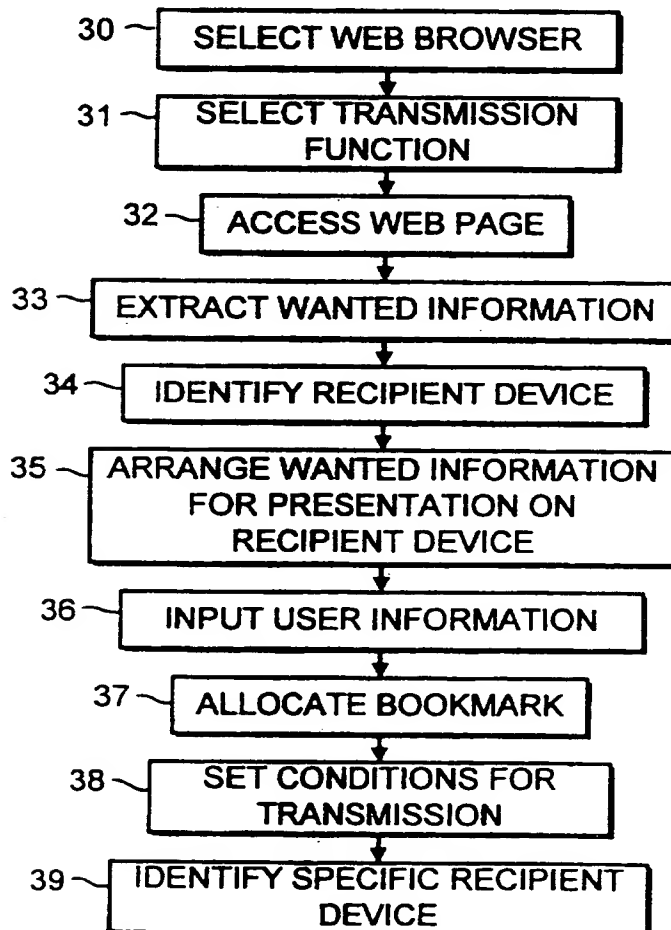 30 SELECT WEB BROWSER
31 SELECT TRANSMISSION
FUNCTION
32 ACCESS WEB PAGE
33 EXTRACT WANTED INFORMATION
34 IDENTIFY RECIPIENT DEVICE
35 ARRANGE WANTED INFORMATION
FOR PRESENTATION ON
RECIPIENT DEVICE
36 INPUT USER INFORMATION
37 ALLOCATE BOOKMARK
38 SET CONDITIONS FOR
TRANSMISSION
39 IDENTIFY SPECIFIC RECIPIENT
DEVICE